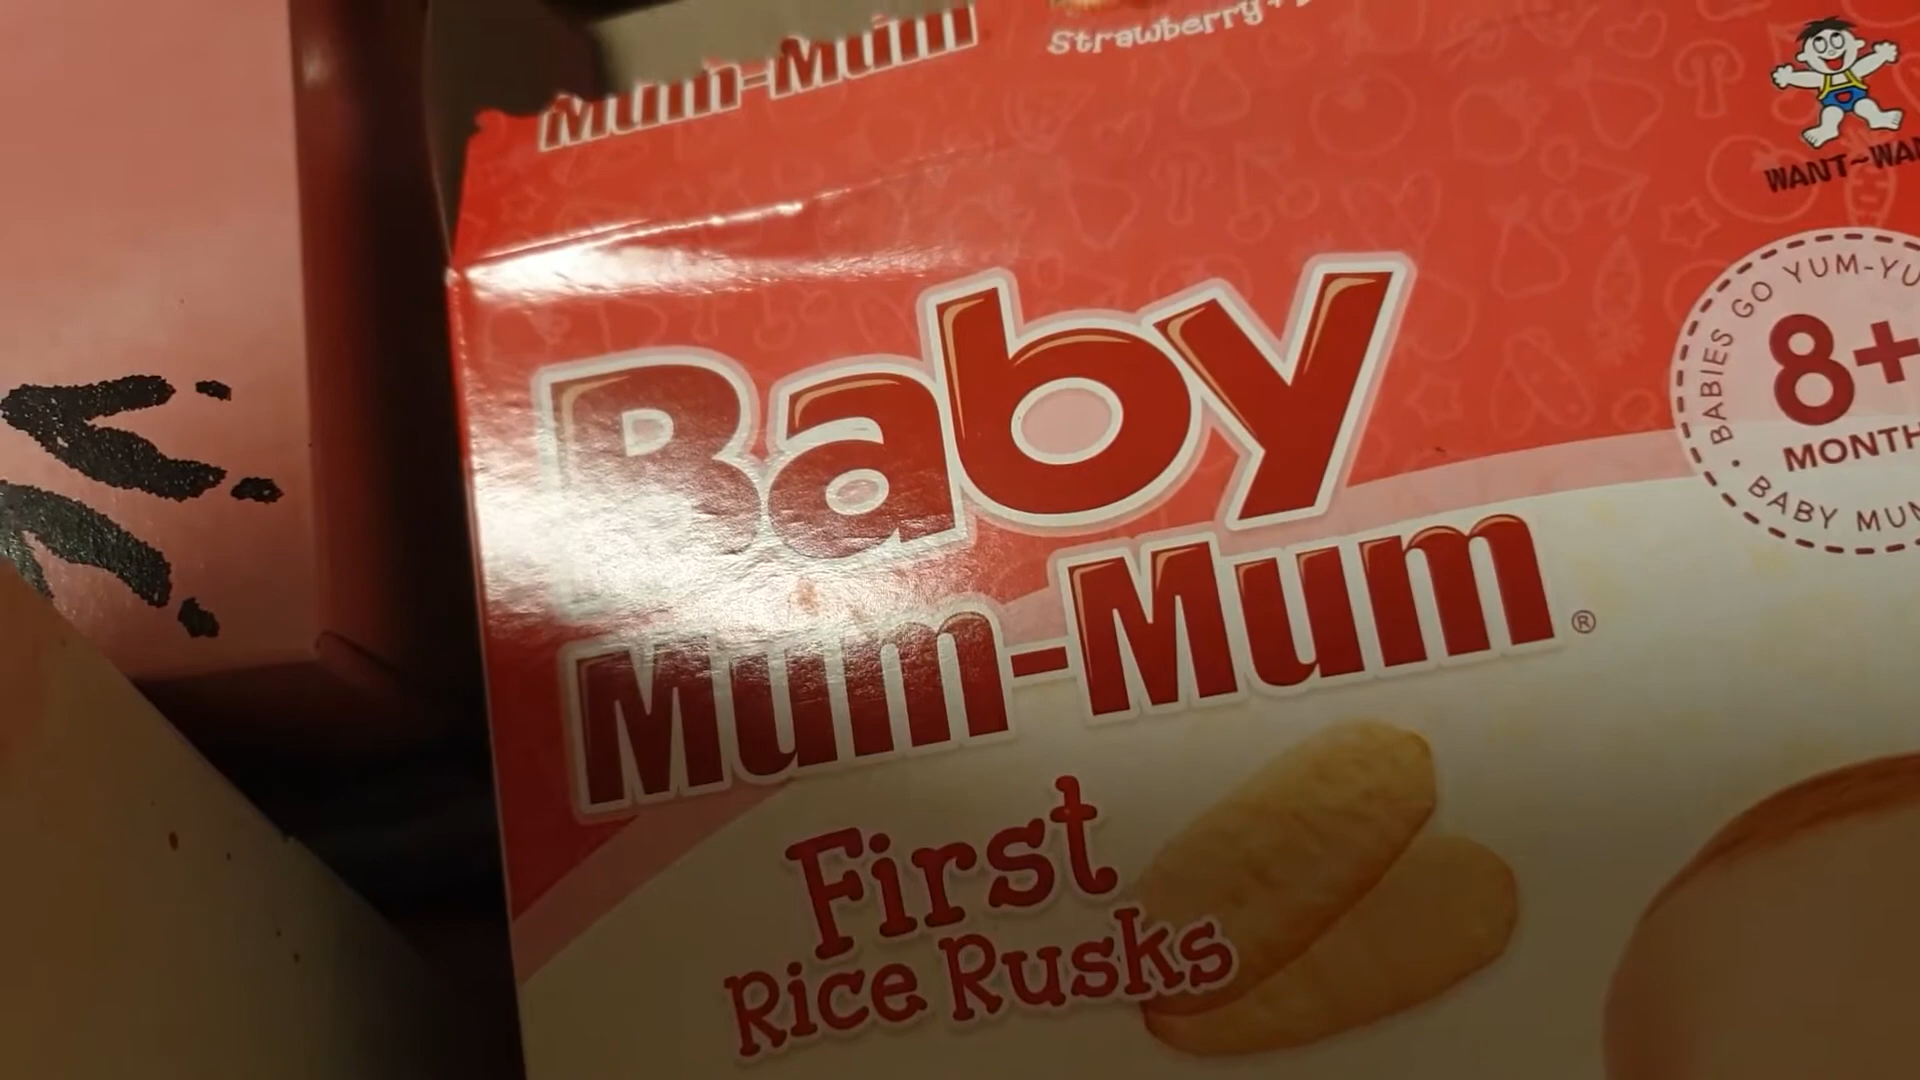 Mum-Mum
Strawberry
WANT~WA
BABIES GO YUM-YU
8+
MONTH
BABY MUM
Baby
Mum-Mum®
First
Rice Rusks